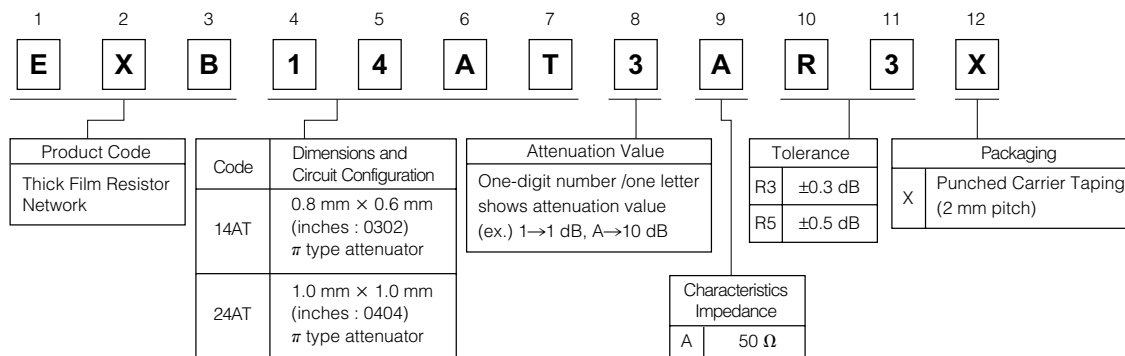 1 2 3 4 5 6 7 8 9 10 11 12
E X B 1 4 A T 3 A R 3 X
Product Code
Thick Film Resistor
Network
Code
Dimensions and
Circuit Configuration
14AT
0.8 mm × 0.6 mm
(inches : 0302)
π type attenuator
24AT
1.0 mm × 1.0 mm
(inches : 0404)
π type attenuator
Attenuation Value
One-digit number /one letter
shows attenuation value
(ex.) 1→1 dB, A→10 dB
Characteristics
Impedance
A 50 Ω
Tolerance
R3 ±0.3 dB
R5 ±0.5 dB
Packaging
X
Punched Carrier Taping
(2 mm pitch)